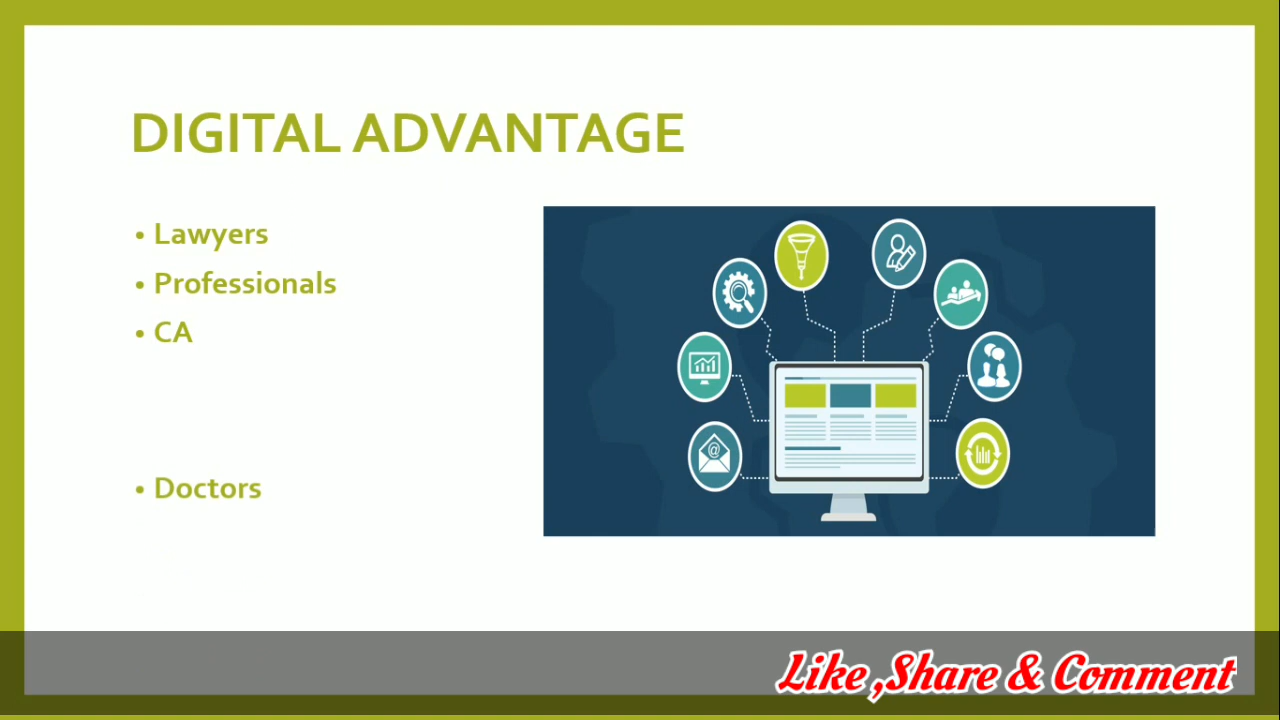 DIGITAL ADVANTAGE
• Lawyers
• Professionals
• CA
• Doctors
@
Like ,Share & Comment